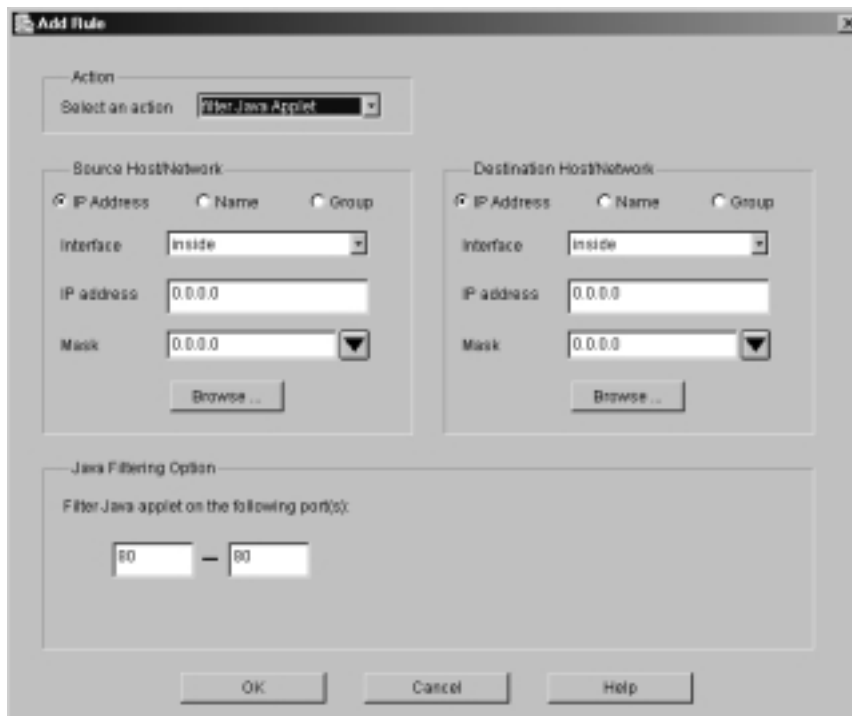 Add Rule
Action
Select an action filter Java Applet
Source Host/Network
IP Address Name Group
Interface inside
IP address 0.0.0.0
Mask 0.0.0.0
Browse ...
Destination Host/Network
IP Address Name Group
Interface inside
IP address 0.0.0.0
Mask 0.0.0.0
Browse ...
Java Filtering Option
Filter Java applet on the following port(s):
80 – 80
OK Cancel Help